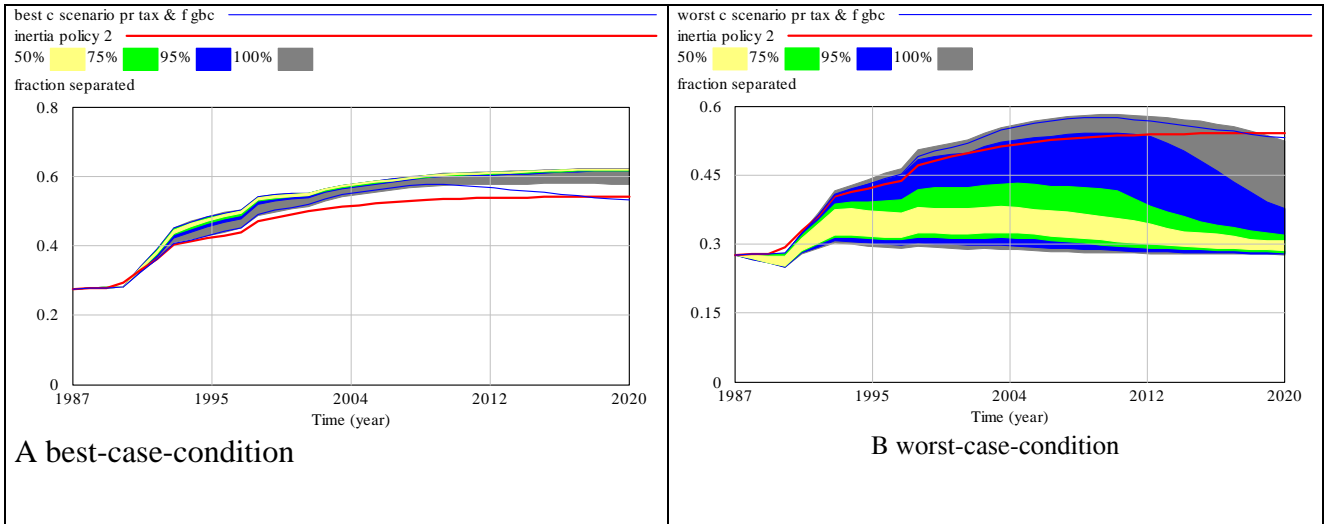 best c scenario pr tax & f gbc
inertia policy 2
50% 75% 95% 100%
fraction separated
0.8
0.6
0.4
0.2
0
1987 1995 2004 2012 2020
Time (year)
A best-case-condition
worst c scenario pr tax & f gbc
inertia policy 2
50% 75% 95% 100%
fraction separated
0.6
0.45
0.3
0.15
0
1987 1995 2004 2012 2020
Time (year)
B worst-case-condition